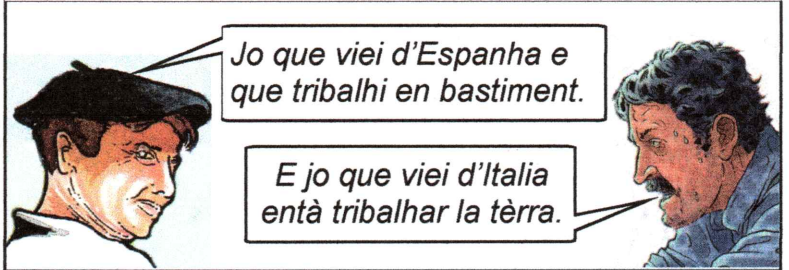 Jo que viei d'Espanha e
que tribalhi en bastiment.
E jo que viei d'Italia
entà tribalhar la tèrra.